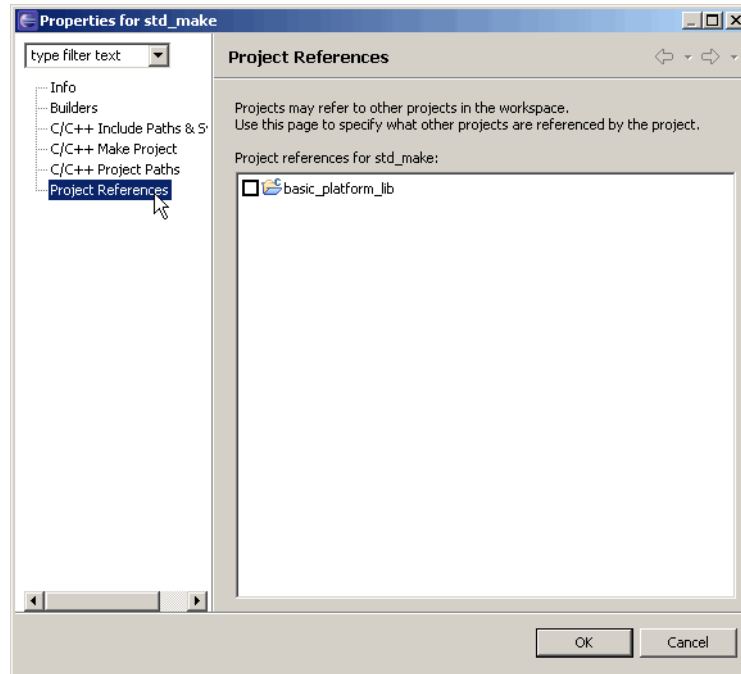 Properties for std_make
type filter text
Project References
Info
Builders
C/C++ Include Paths & S
C/C++ Make Project
C/C++ Project Paths
Project References
Projects may refer to other projects in the workspace.
Use this page to specify what other projects are referenced by the project.
Project references for std_make:
basic_platform_lib
OK
Cancel